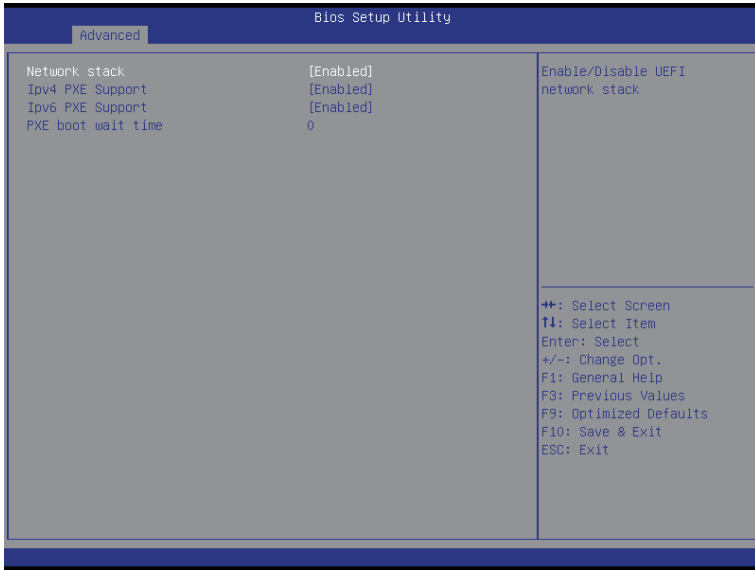 Bios Setup Utility
Advanced
Network stack [Enabled]
Ipv4 PXE Support [Enabled]
Ipv6 PXE Support [Enabled]
PXE boot wait time 0
Enable/Disable UEFI
network stack
→←: Select Screen
↑↓: Select Item
Enter: Select
+/-: Change Opt.
F1: General Help
F3: Previous Values
F9: Optimized Defaults
F10: Save & Exit
ESC: Exit